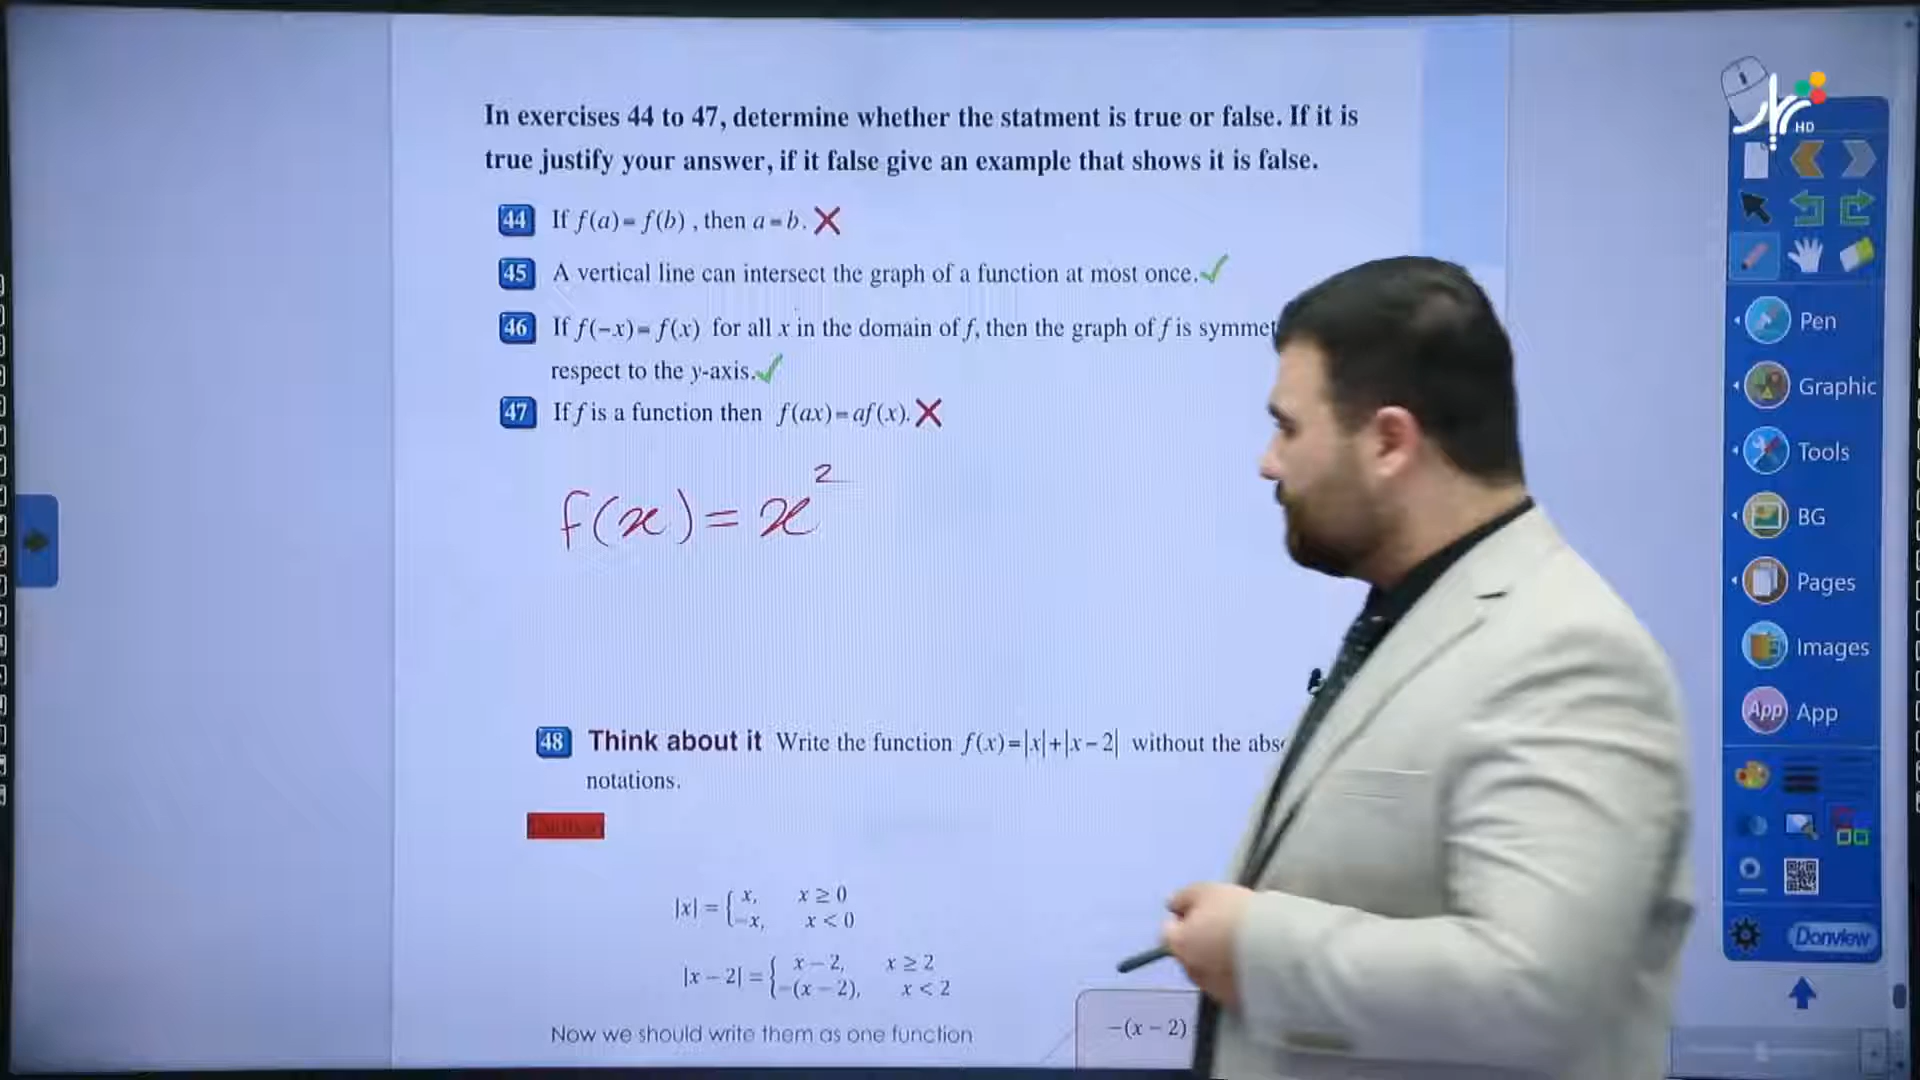 In exercises 44 to 47, determine whether the statment is true or false. If it is
true justify your answer, if it false give an example that shows it is false.
44 If f(a) = f(b) , then a = b. ✗
45 A vertical line can intersect the graph of a function at most once. ✓
46 If f(−x) = f(x) for all x in the domain of f, then the graph of f is symmet
respect to the y-axis. ✓
47 If f is a function then f(ax) = af(x). ✗
f(x) = x²
48 Think about it Write the function f(x) = |x| + |x − 2| without the abs
notations.
|x| = { x, x ≥ 0
−x, x < 0
|x − 2| = { x − 2, x ≥ 2
−(x − 2), x < 2
Now we should write them as one function
−(x − 2)
HD
Pen
Graphic
Tools
BG
Pages
Images
App App
Donview